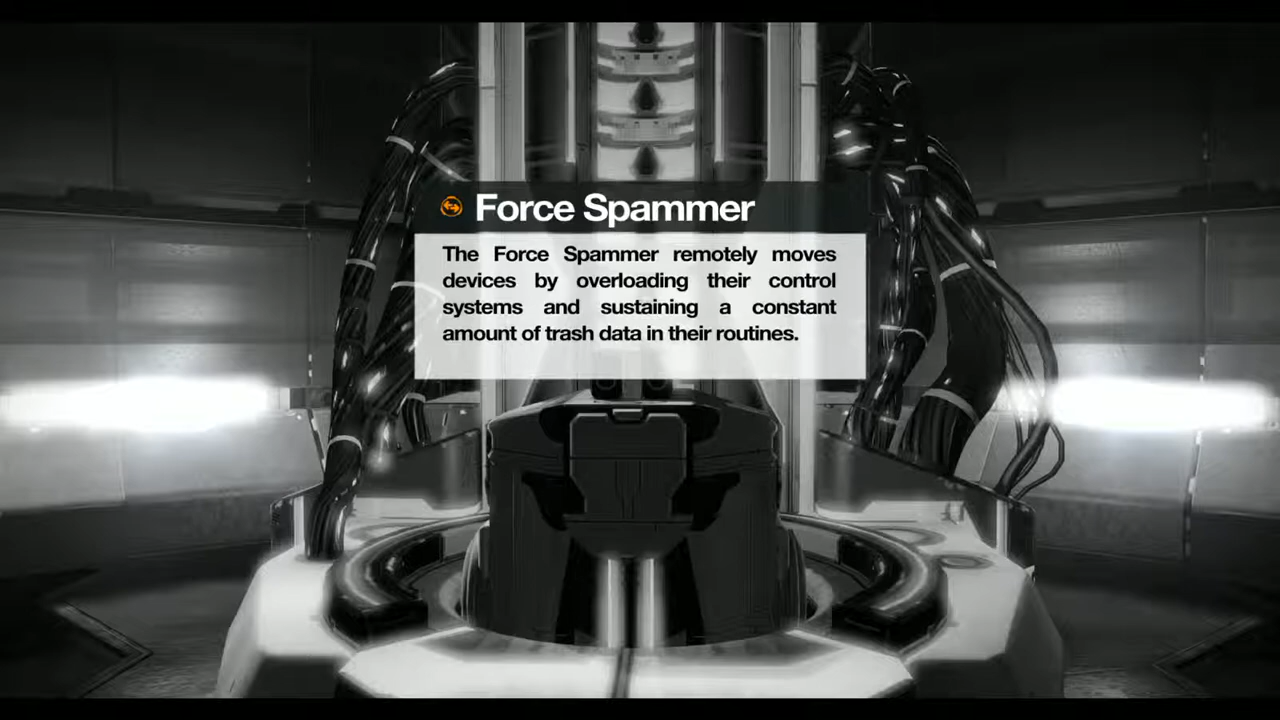 Force Spammer
The Force Spammer remotely moves
devices by overloading their control
systems and sustaining a constant
amount of trash data in their routines.